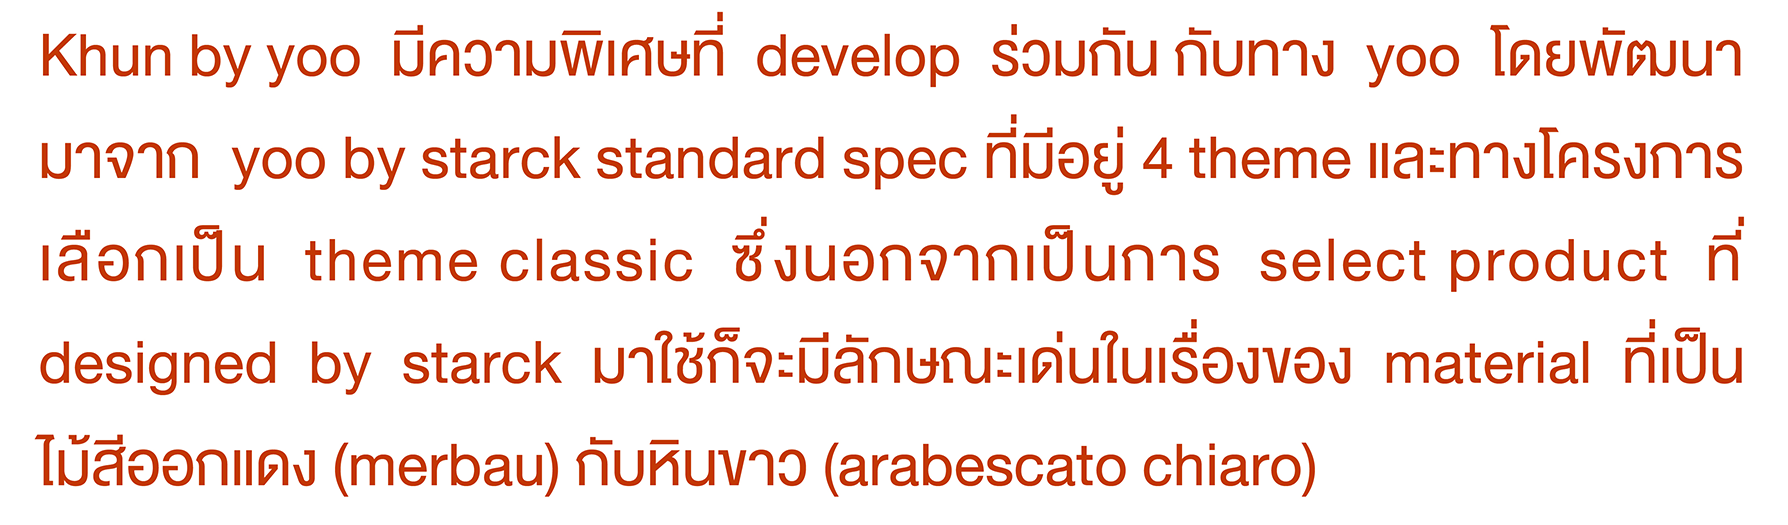 Khun by yoo มีความพิเศษที่ develop ร่วมกัน กับทาง yoo โดยพัฒนา
มาจาก yoo by starck standard spec ที่มีอยู่ 4 theme และทางโครงการ
เลือกเป็น theme classic ซึ่งนอกจากเป็นการ select product ที่
designed by starck มาใช้ก็จะมีลักษณะเด่นในเรื่องของ material ที่เป็น
ไม้สีออกแดง (merbau) กับหินขาว (arabescato chiaro)